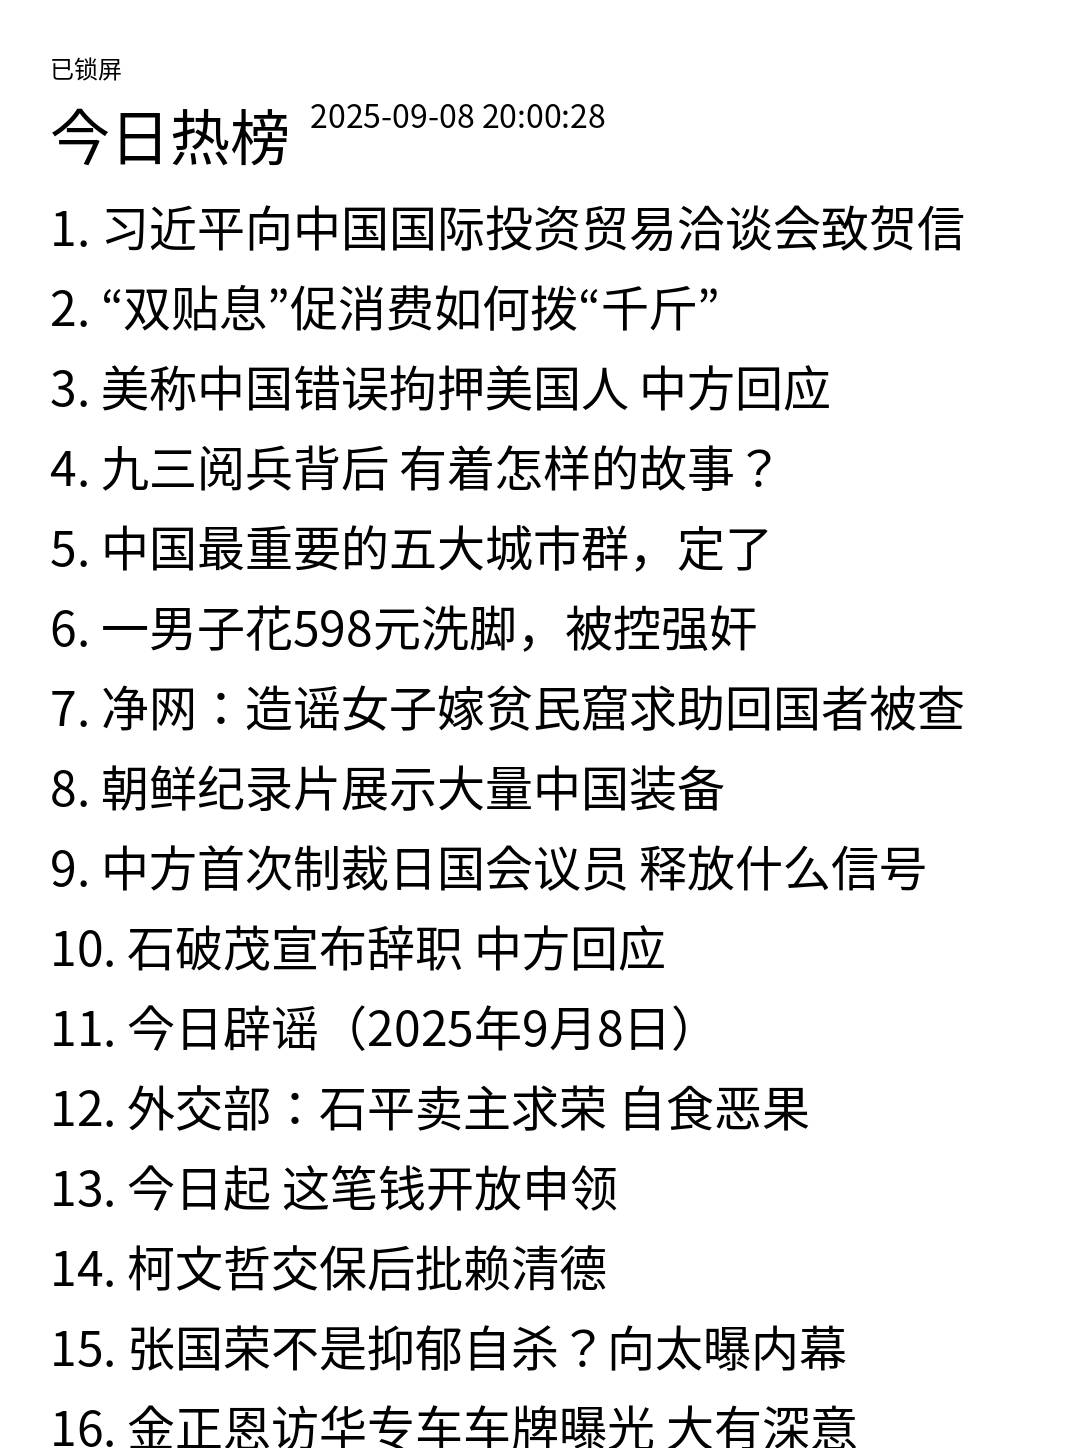 已锁屏
今日热榜 2025-09-08 20:00:28
1. 习近平向中国国际投资贸易洽谈会致贺信
2. “双贴息”促消费如何拨“千斤”
3. 美称中国错误拘押美国人 中方回应
4. 九三阅兵背后 有着怎样的故事？
5. 中国最重要的五大城市群，定了
6. 一男子花598元洗脚，被控强奸
7. 净网：造谣女子嫁贫民窟求助回国者被查
8. 朝鲜纪录片展示大量中国装备
9. 中方首次制裁日国会议员 释放什么信号
10. 石破茂宣布辞职 中方回应
11. 今日辟谣（2025年9月8日）
12. 外交部：石平卖主求荣 自食恶果
13. 今日起 这笔钱开放申领
14. 柯文哲交保后批赖清德
15. 张国荣不是抑郁自杀？向太曝内幕
16. 金正恩访华专车车牌曝光 大有深意